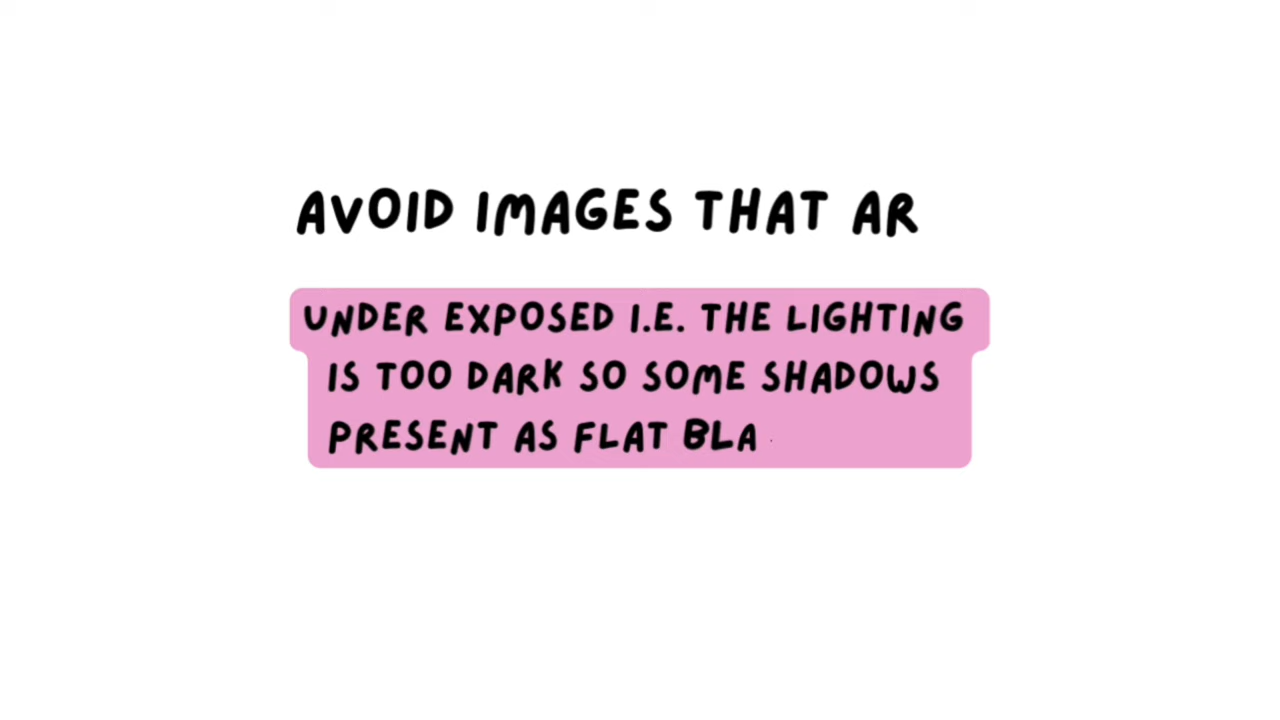 AVOID IMAGES THAT AR
UNDER EXPOSED I.E. THE LIGHTING
IS TOO DARK SO SOME SHADOWS
PRESENT AS FLAT BLA